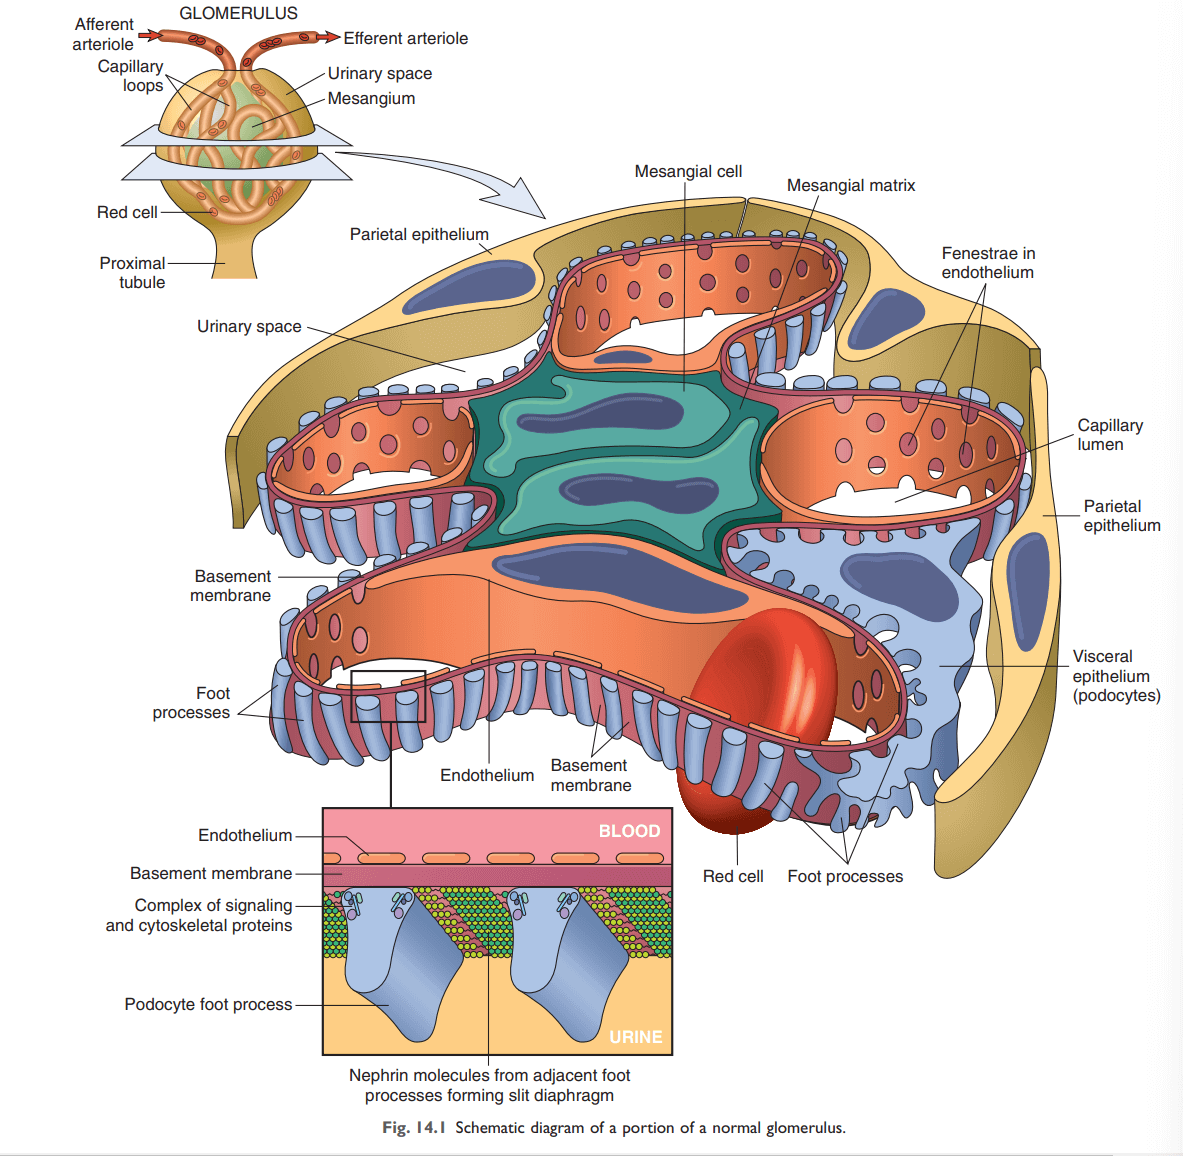 GLOMERULUS
Afferent
arteriole
Efferent arteriole
Capillary
loops
Urinary space
Mesangium
Red cell
Proximal
tubule
Mesangial cell
Mesangial matrix
Parietal epithelium
Fenestrae in
endothelium
Urinary space
Capillary
lumen
Parietal
epithelium
Basement
membrane
Visceral
epithelium
(podocytes)
Foot
processes
Endothelium
Basement
membrane
Red cell
Foot processes
BLOOD
Endothelium
Basement membrane
Complex of signaling
and cytoskeletal proteins
Podocyte foot process
URINE
Nephrin molecules from adjacent foot
processes forming slit diaphragm
Fig. 14.1 Schematic diagram of a portion of a normal glomerulus.